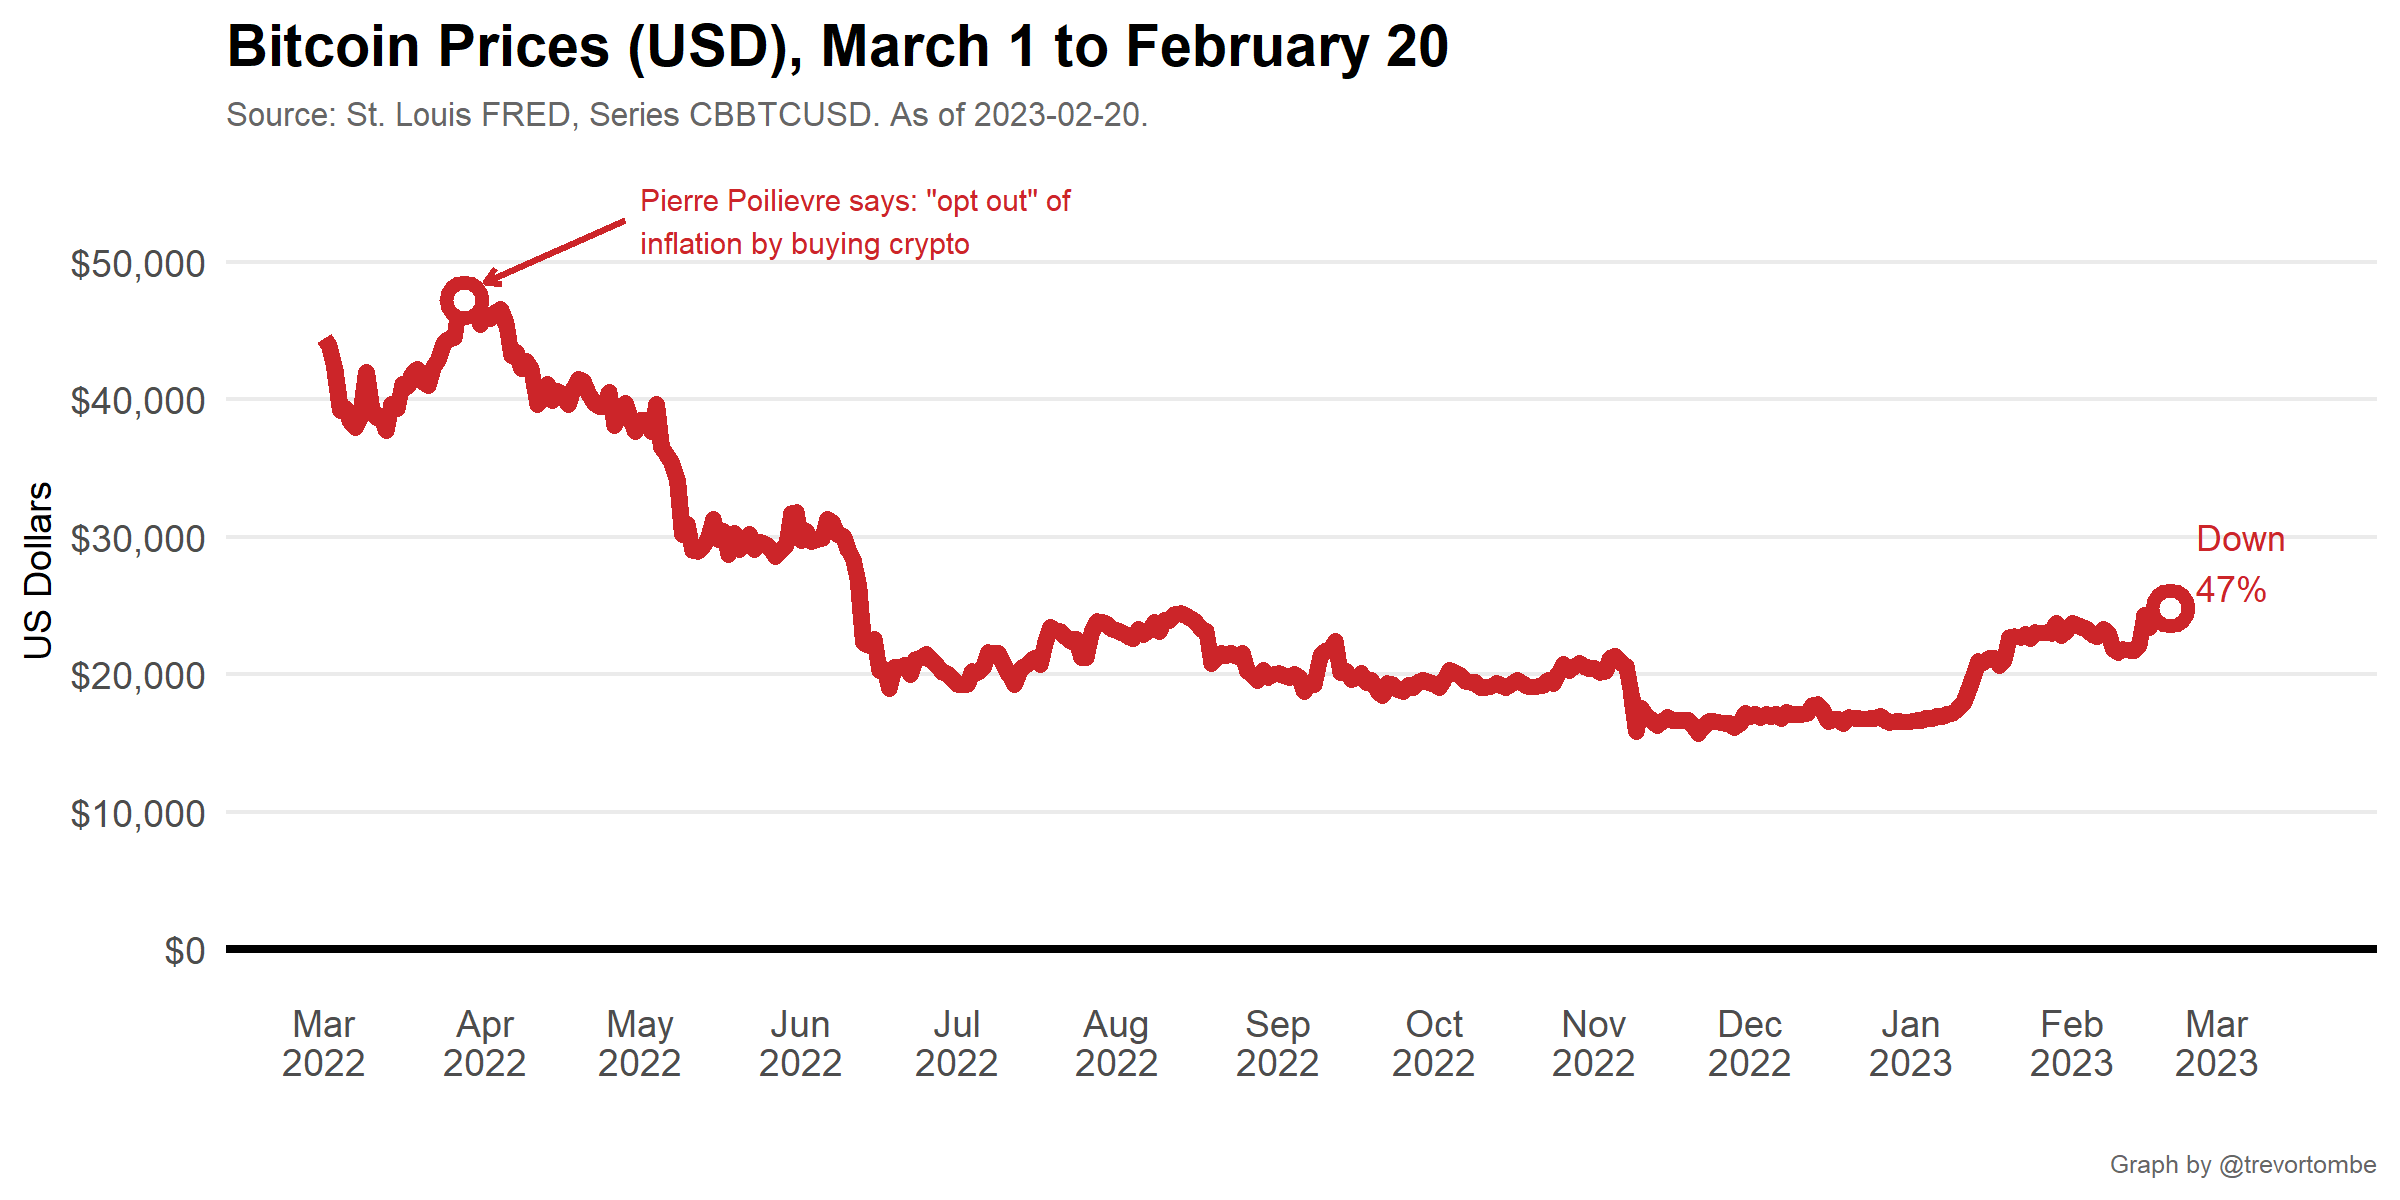 Bitcoin Prices (USD), March 1 to February 20
Source: St. Louis FRED, Series CBBTCUSD. As of 2023-02-20.
Pierre Poilievre says: "opt out" of
inflation by buying crypto
US Dollars
$50,000
$40,000
$30,000
$20,000
$10,000
$0
Down
47%
Mar Apr May Jun Jul Aug Sep Oct Nov Dec Jan Feb Mar
2022 2022 2022 2022 2022 2022 2022 2022 2022 2022 2023 2023 2023
Graph by @trevortombe